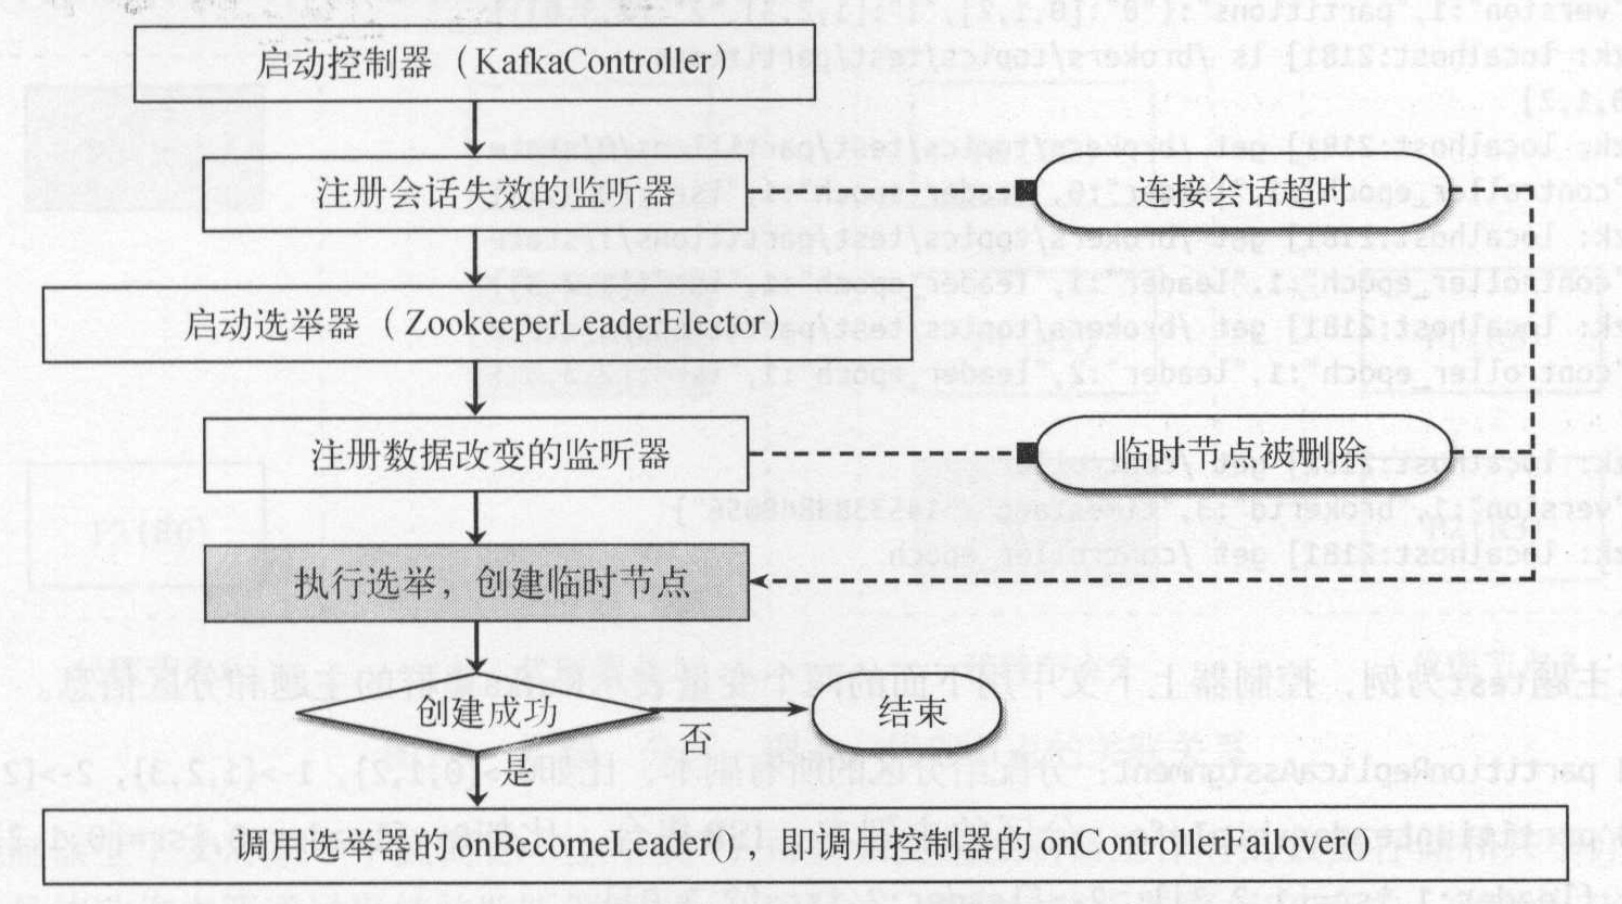 启动控制器（KafkaController）
注册会话失效的监听器
连接会话超时
启动选举器（ZookeeperLeaderElector）
注册数据改变的监听器
临时节点被删除
执行选举，创建临时节点
创建成功
否
结束
是
调用选举器的 onBecomeLeader()，即调用控制器的 onControllerFailover()